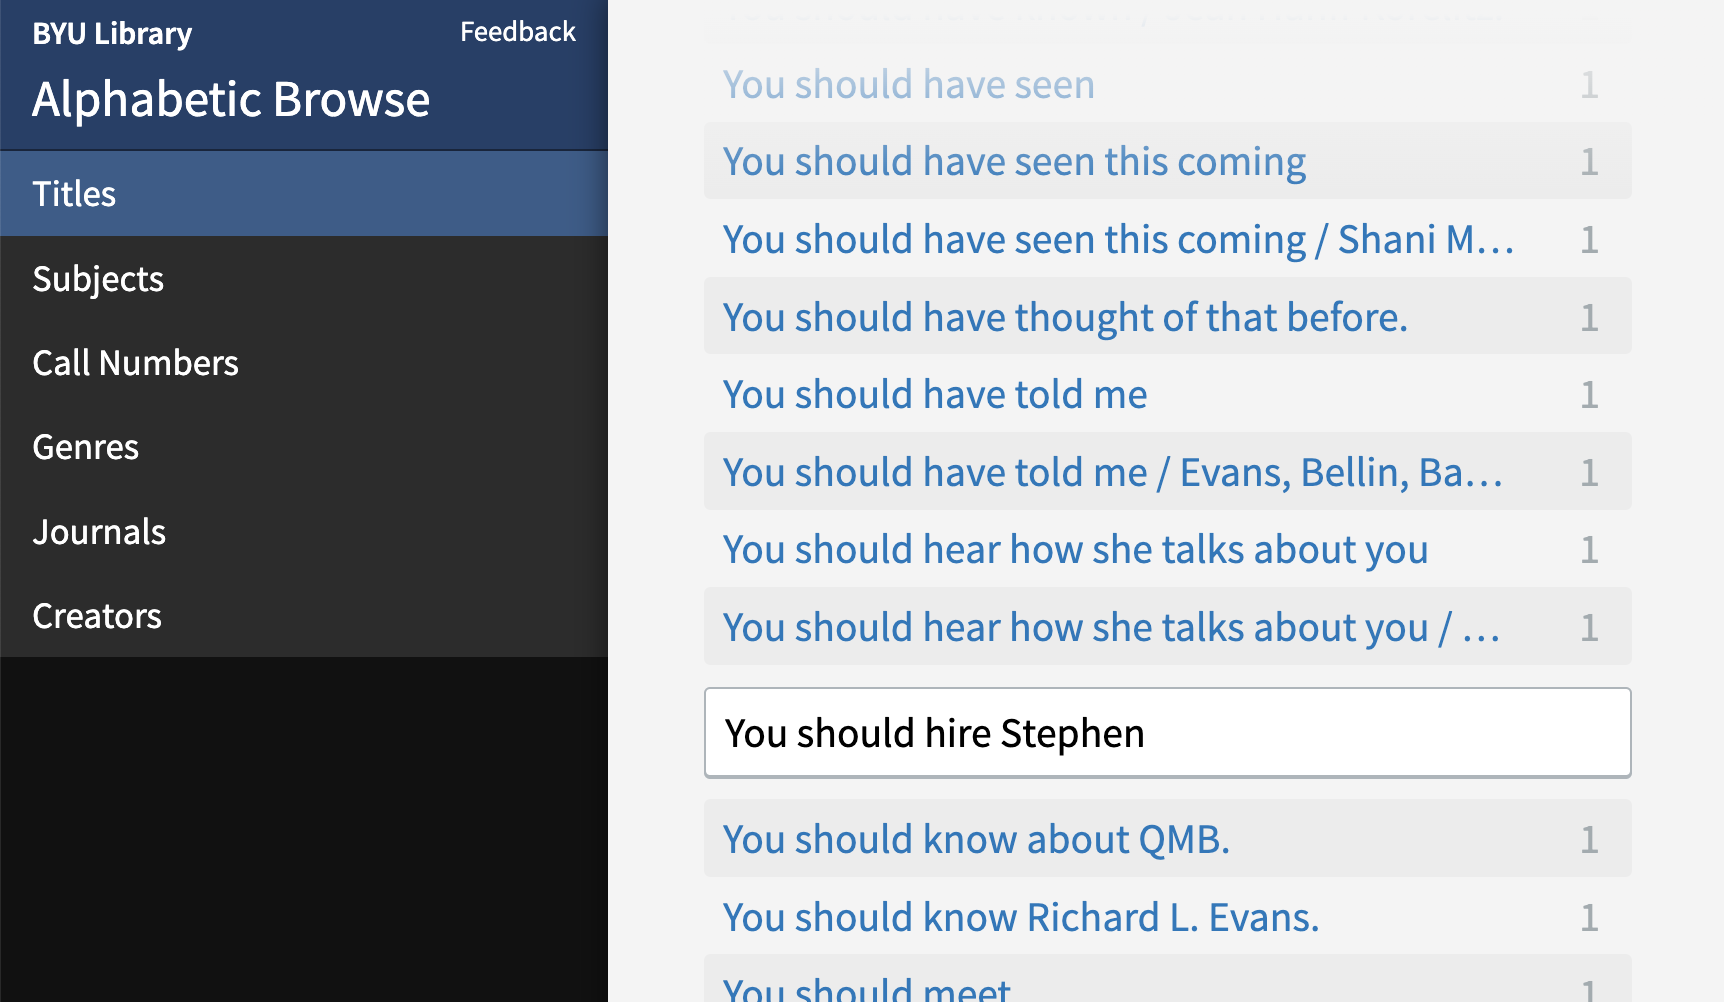 BYU Library
Feedback
Alphabetic Browse
Titles
Subjects
Call Numbers
Genres
Journals
Creators
You should have seen 1
You should have seen this coming 1
You should have seen this coming / Shani M… 1
You should have thought of that before. 1
You should have told me 1
You should have told me / Evans, Bellin, Ba… 1
You should hear how she talks about you 1
You should hear how she talks about you / … 1
You should hire Stephen
You should know about QMB. 1
You should know Richard L. Evans. 1
You should meet 1